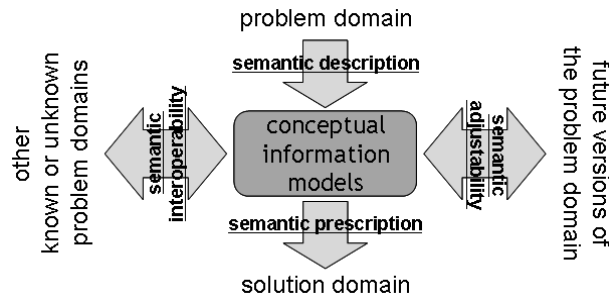 problem domain
semantic description
other
known or unknown
problem domains
semantic
interoperability
conceptual
information
models
semantic
adjustability
future versions of
the problem domain
semantic prescription
solution domain